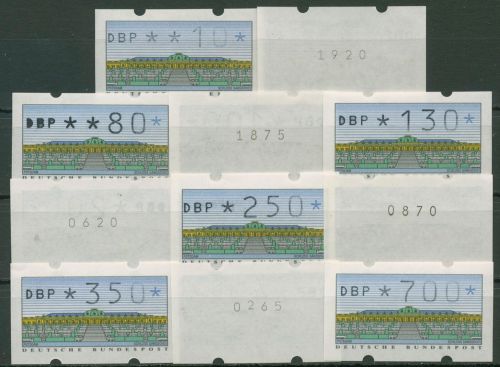 DBP **10*
1920
DBP **80*
1875
DBP *130*
0620
DBP *250*
0870
DBP *350*
DEUTSCHE BUNDESPOST
0265
DBP *700*
DEUTSCHE BUNDESPOST